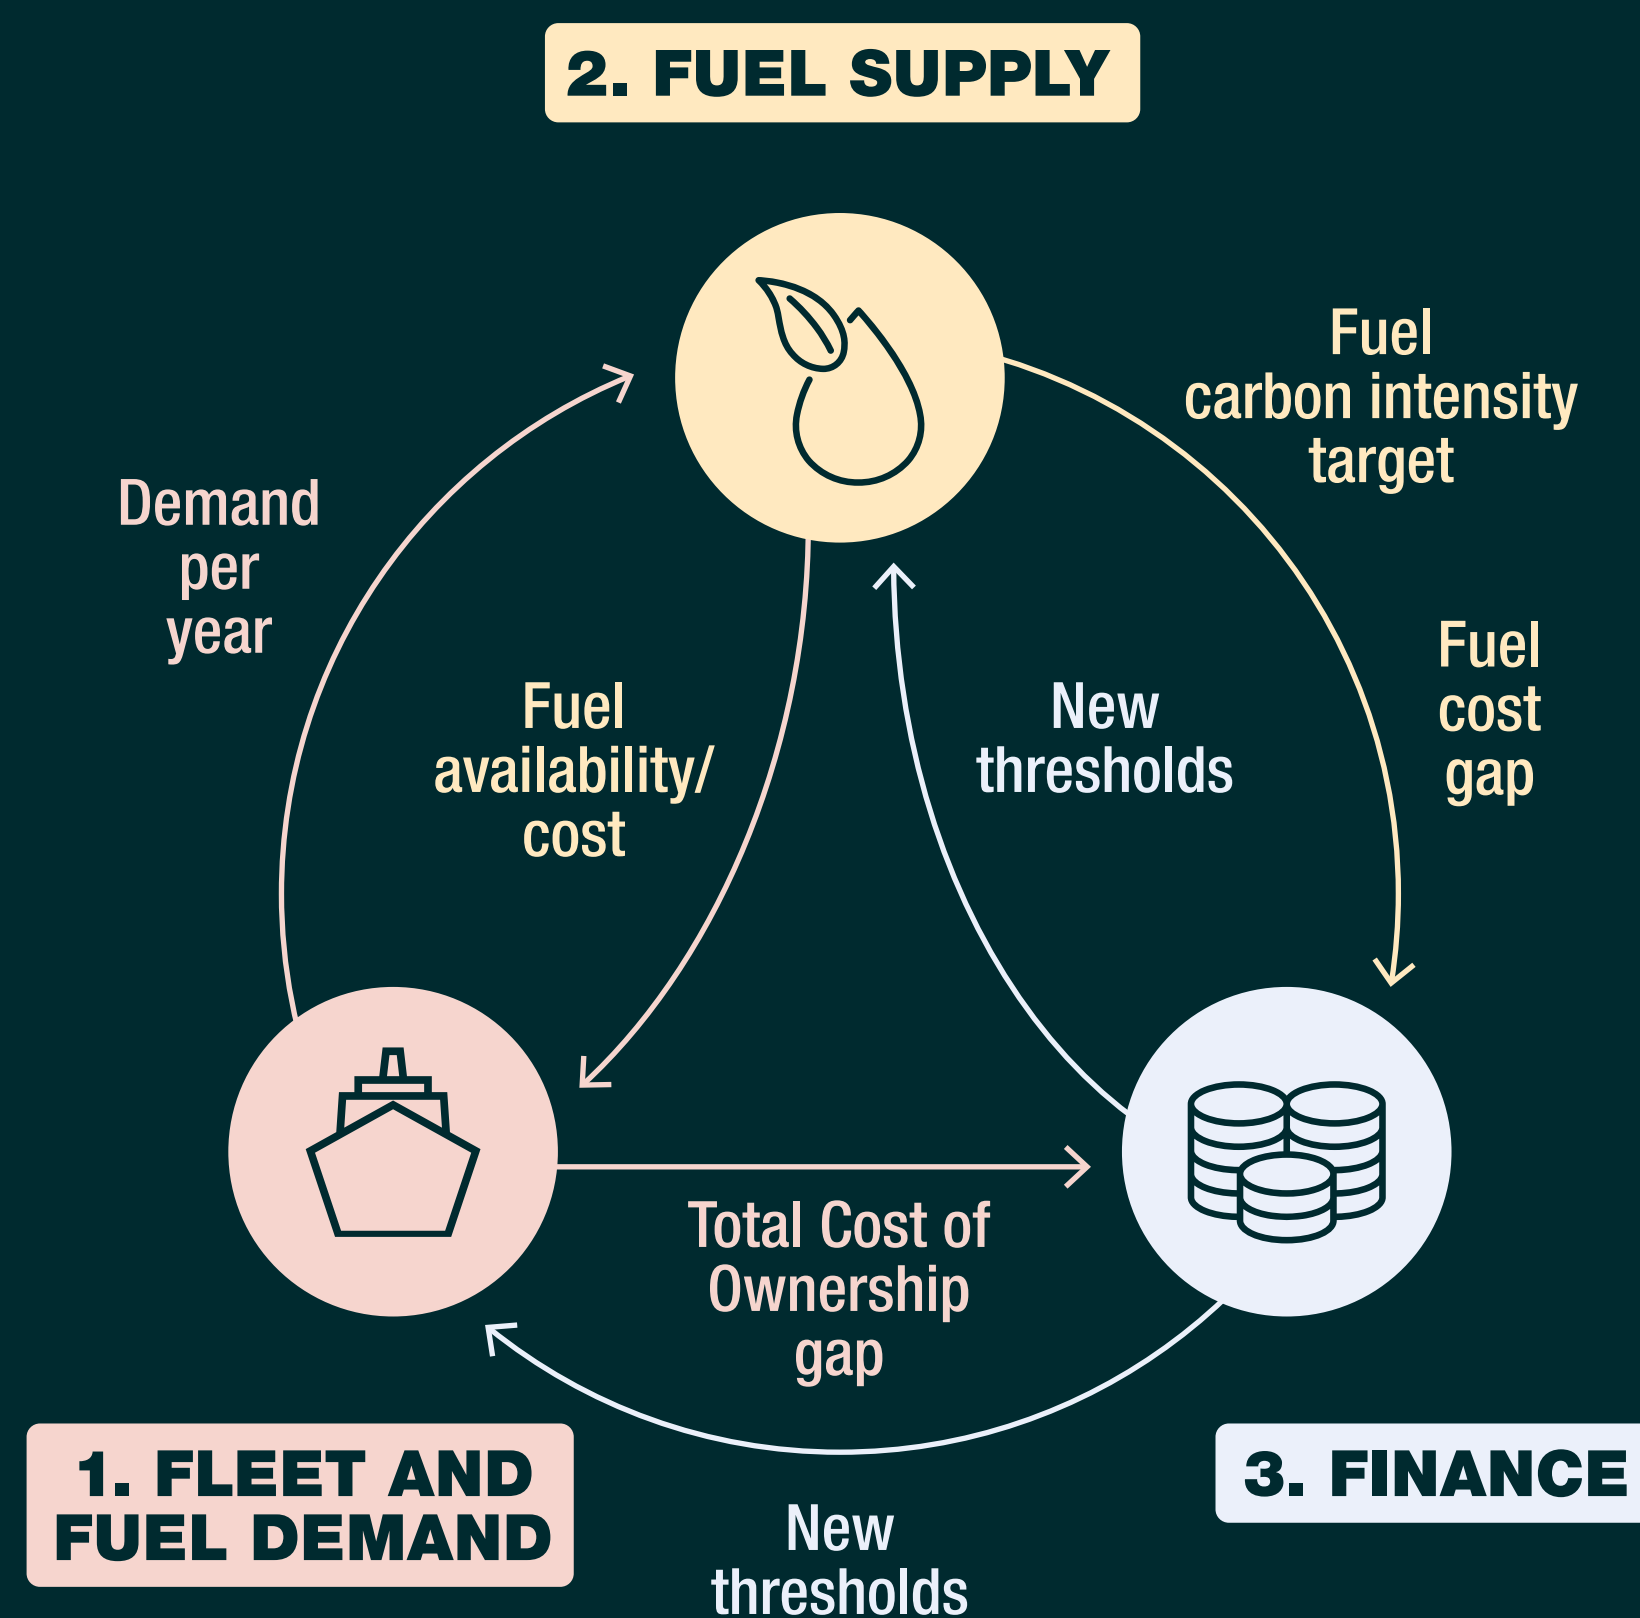 2. FUEL SUPPLY
Fuel
carbon intensity
target
Demand
per
year
Fuel
cost
gap
Fuel
availability/
cost
New
thresholds
Total Cost of
Ownership
gap
1. FLEET AND
FUEL DEMAND
3. FINANCE
New
thresholds